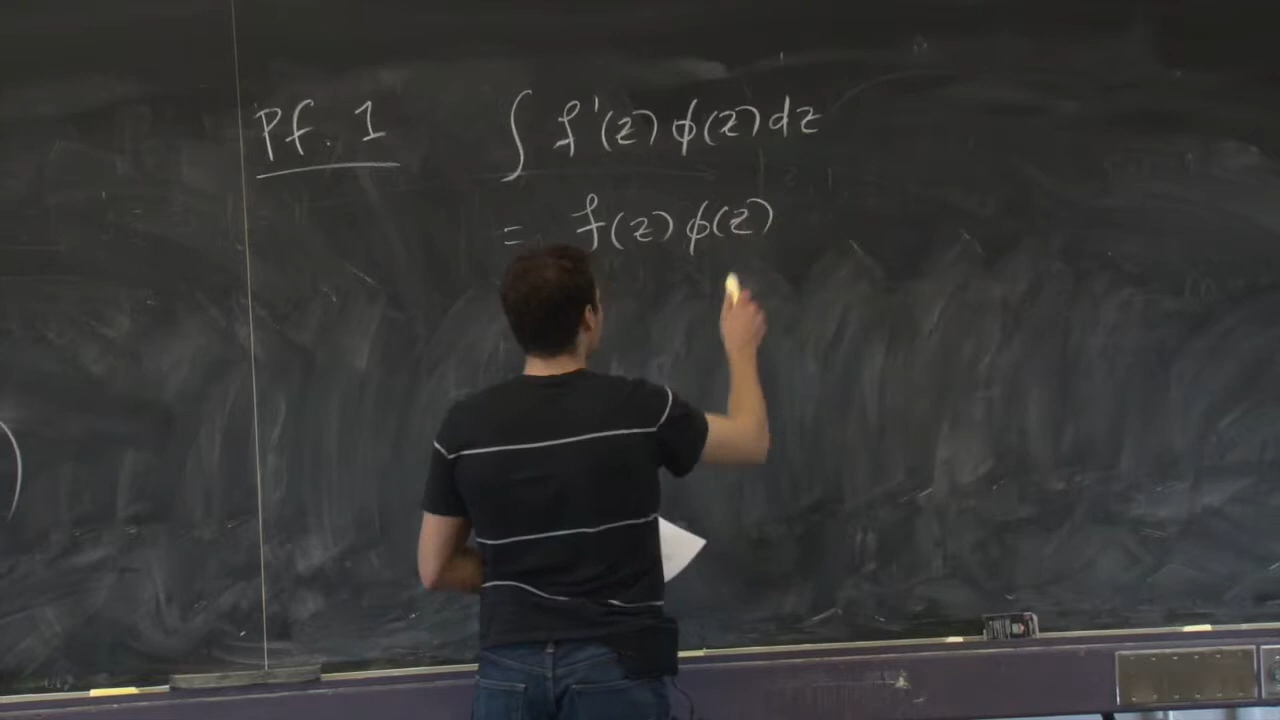 Pf. 1
∫ f'(z) ϕ(z) dz
= f(z) ϕ(z)